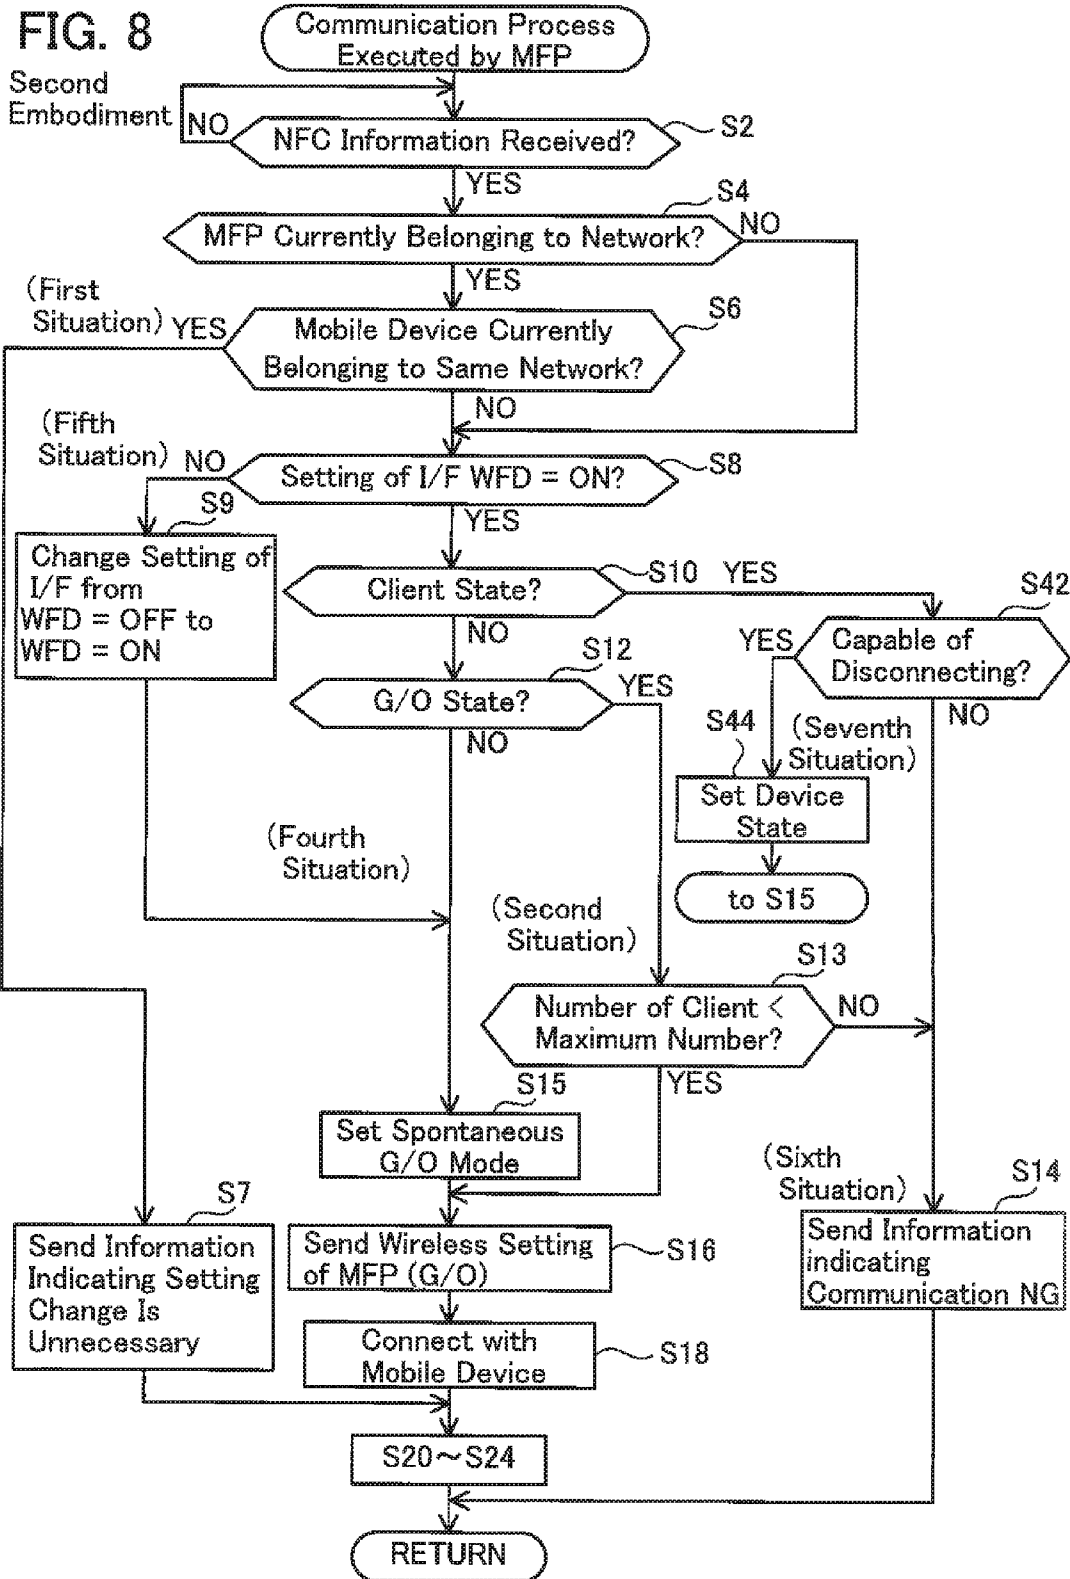 FIG. 8
Second
Embodiment
Communication Process
Executed by MFP
NO
NFC Information Received?
S2
YES
S4
MFP Currently Belonging to Network?
NO
YES
(First
Situation)
YES
S6
Mobile Device Currently
Belonging to Same Network?
NO
(Fifth
Situation)
NO
Setting of I/F WFD = ON?
S8
YES
S9
Change Setting of
I/F from
WFD = OFF to
WFD = ON
Client State?
S10
YES
NO
S42
YES
Capable of
Disconnecting?
NO
S12
G/O State?
YES
NO
S44
(Seventh
Situation)
Set Device
State
to S15
(Fourth
Situation)
(Second
Situation)
S13
Number of Client <
Maximum Number?
NO
YES
S15
Set Spontaneous
G/O Mode
(Sixth
Situation)
S14
Send Information
indicating
Communication NG
S7
Send Information
Indicating Setting
Change Is
Unnecessary
Send Wireless Setting
of MFP (G/O)
S16
Connect with
Mobile Device
S18
S20~S24
RETURN